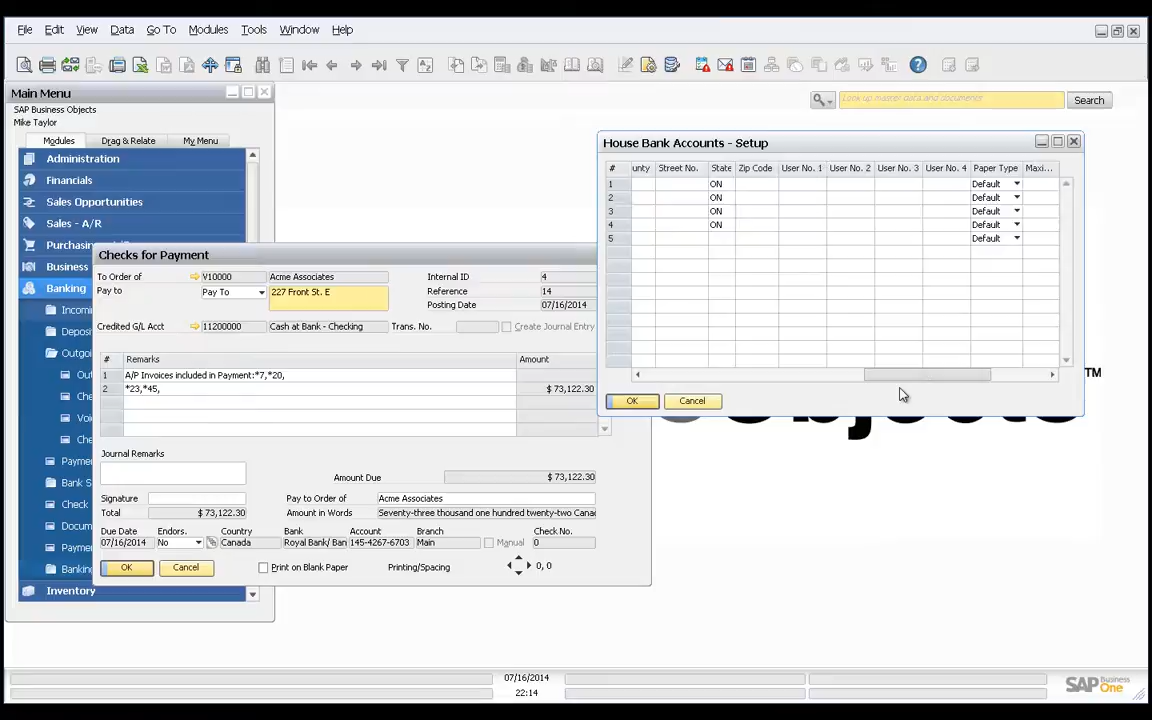 File Edit View Data Go To Modules Tools Window Help
Main Menu
SAP Business Objects
Mike Taylor
Modules Drag & Relate My Menu
Administration
Financials
Sales Opportunities
Sales - A/R
Business
Banking
Inventory
Look up master data and documents Search
House Bank Accounts - Setup
# unty Street No. State Zip Code User No. 1 User No. 2 User No. 3 User No. 4 Paper Type Maxi...
1 ON Default
2 ON Default
3 ON Default
4 ON Default
5 Default
OK Cancel
TM
Checks for Payment
To Order of V10000 Acme Associates Internal ID 4
Pay to Pay To 227 Front St. E Reference 14
Posting Date 07/16/2014
Credited G/L Acct 11200000 Cash at Bank - Checking Trans. No. Create Journal Entry
# Remarks Amount
1 A/P Invoices included in Payment:*7,*20,
2 *23,*45, $ 73,122.30
Journal Remarks
Amount Due $ 73,122.30
Signature Pay to Order of Acme Associates
Total $ 73,122.30 Amount in Words Seventy-three thousand one hundred twenty-two Cana
Due Date Endors. Country Bank Account Branch Check No.
07/16/2014 No Canada Royal Bank/ Ban 145-4267-6703 Main Manual 0
OK Cancel Print on Blank Paper Printing/Spacing 0, 0
07/16/2014
22:14
SAP Business One